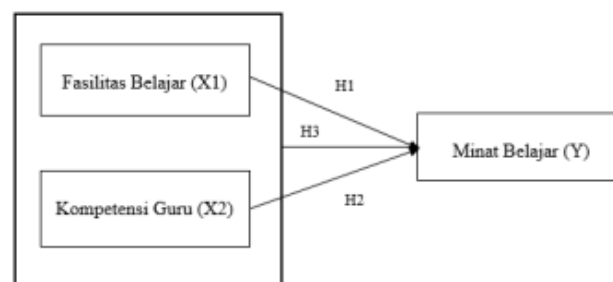 Fasilitas Belajar (X1)
H1
H3
Minat Belajar (Y)
Kompetensi Guru (X2)
H2